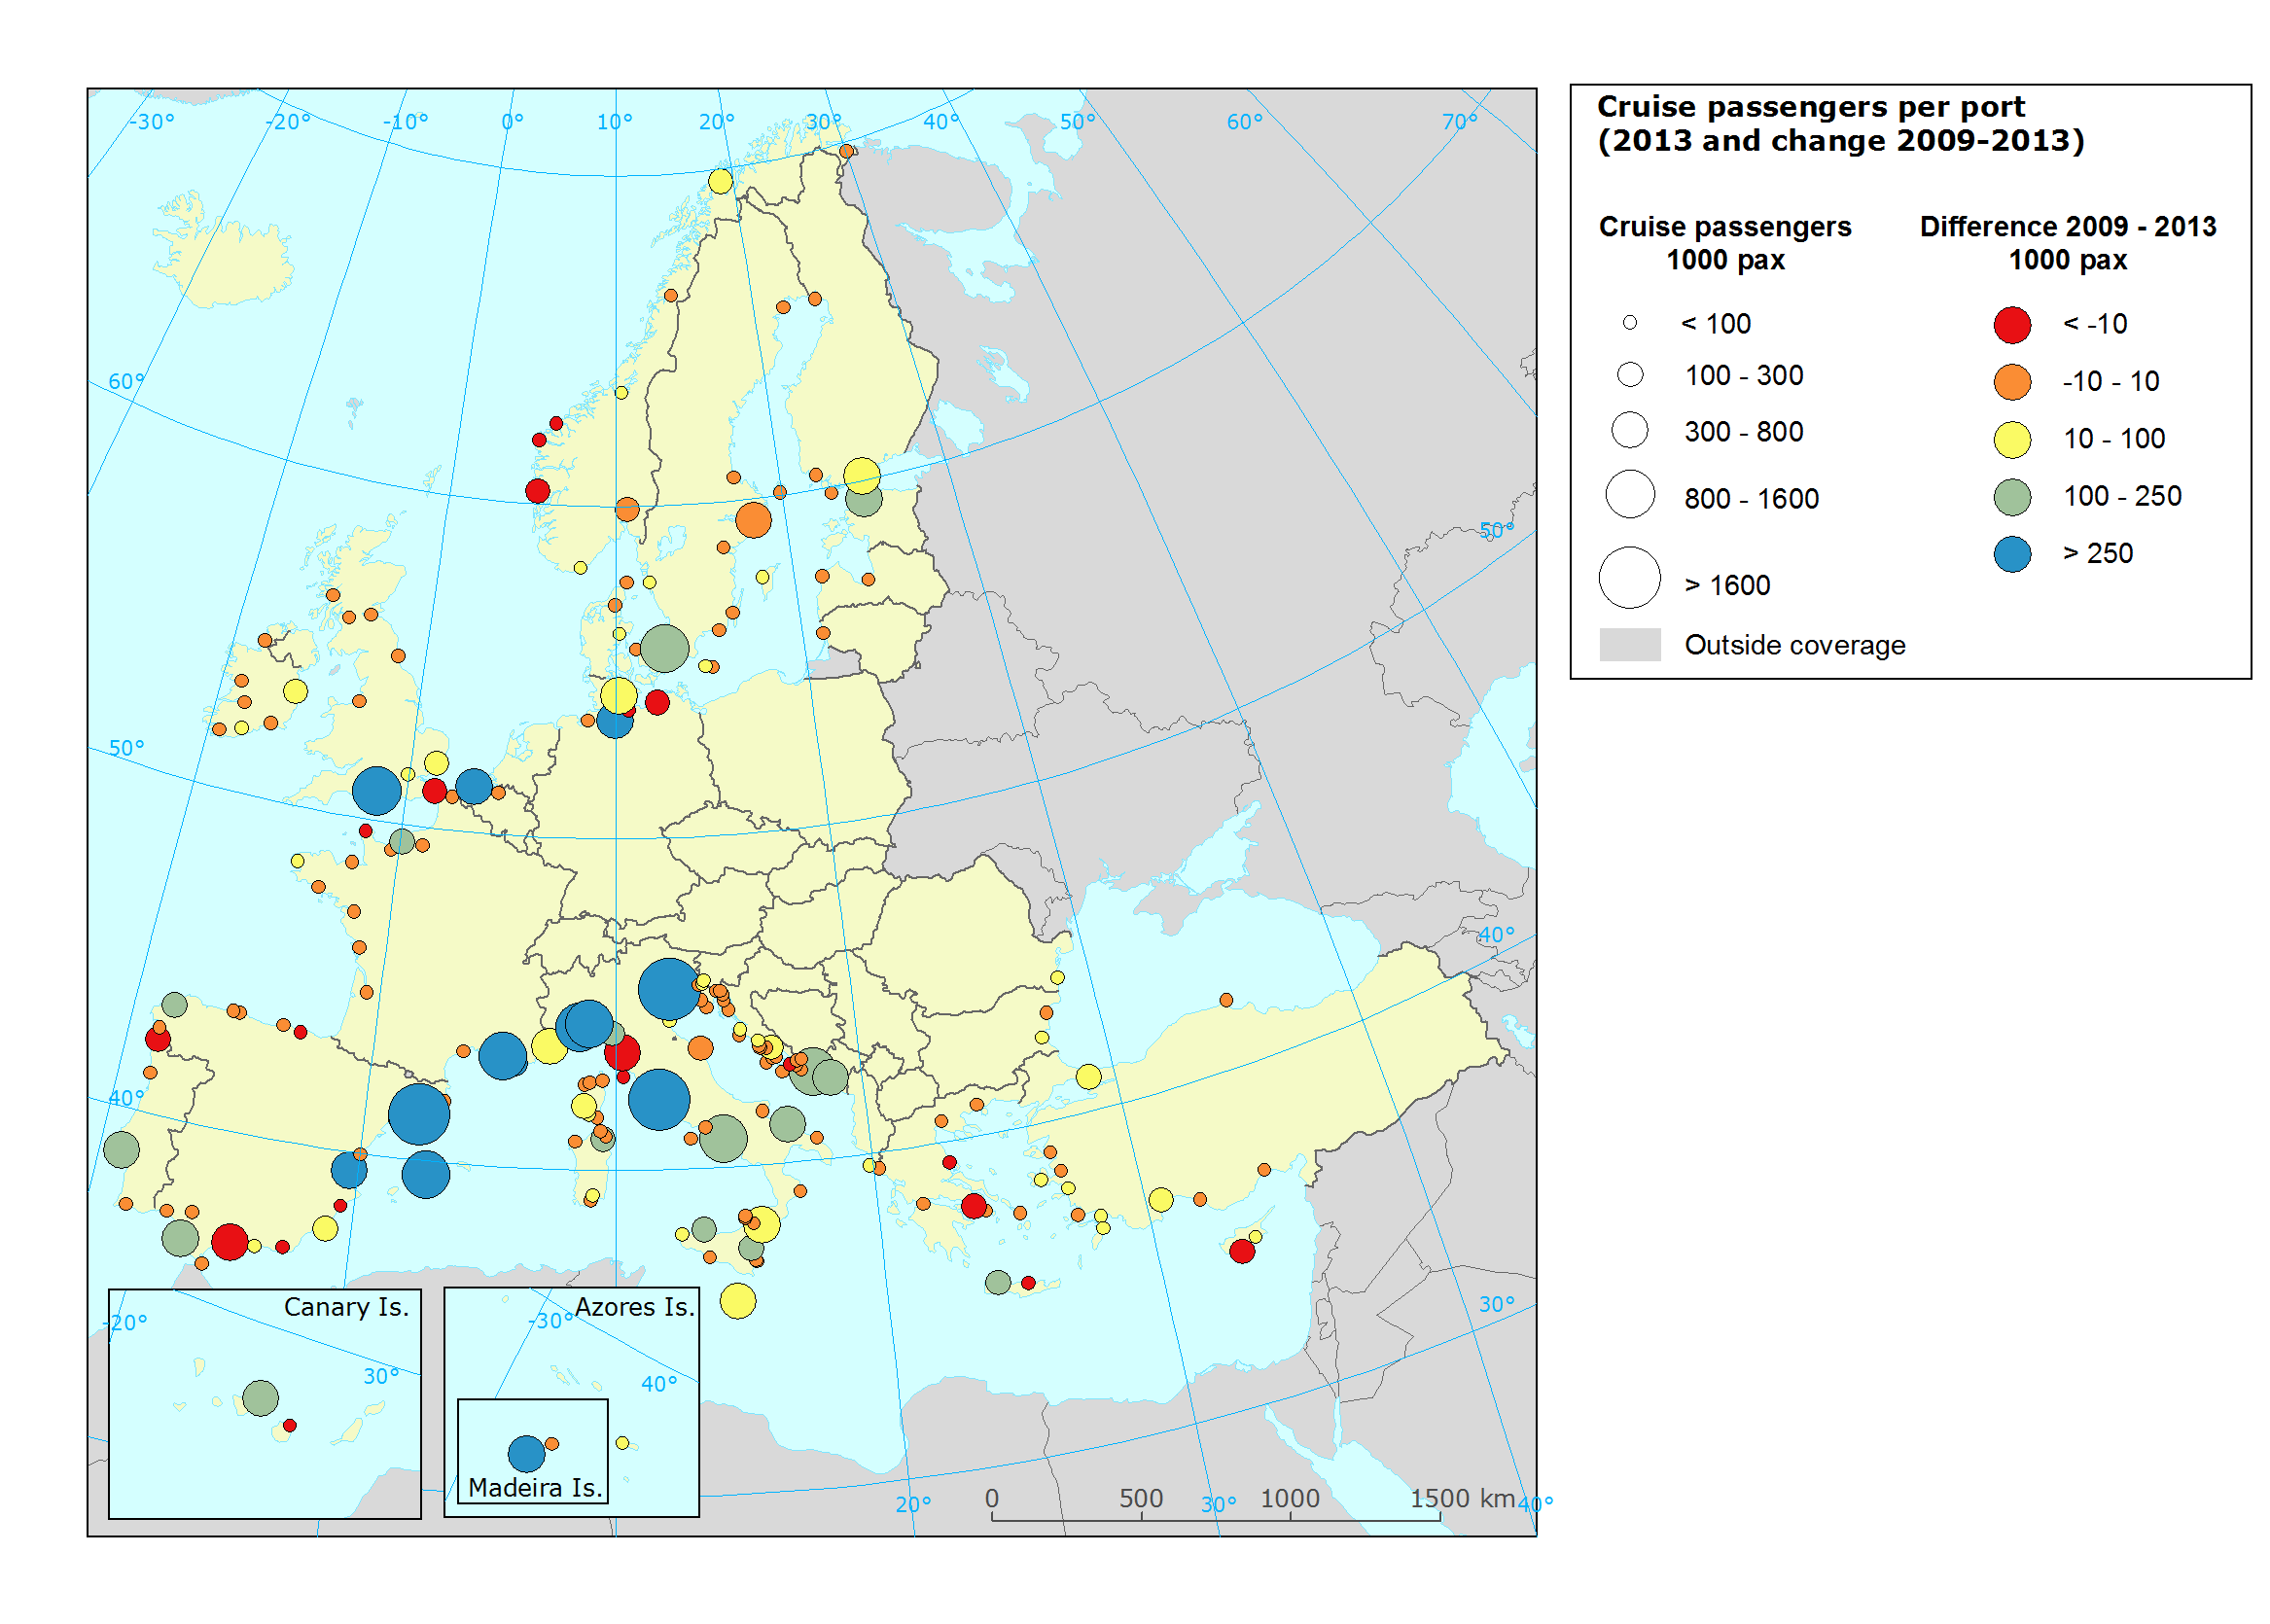 Cruise passengers per port
(2013 and change 2009-2013)
Cruise passengers
1000 pax
Difference 2009 - 2013
1000 pax
< 100
< -10
100 - 300
-10 - 10
300 - 800
10 - 100
800 - 1600
100 - 250
> 1600
> 250
Outside coverage
-30°
-20°
-10°
0°
10°
20°
30°
40°
50°
60°
70°
60°
50°
50°
40°
40°
30°
Canary Is.
-20°
30°
Azores Is.
-30°
40°
Madeira Is.
0 500 1000 1500 km
20°
30°
40°